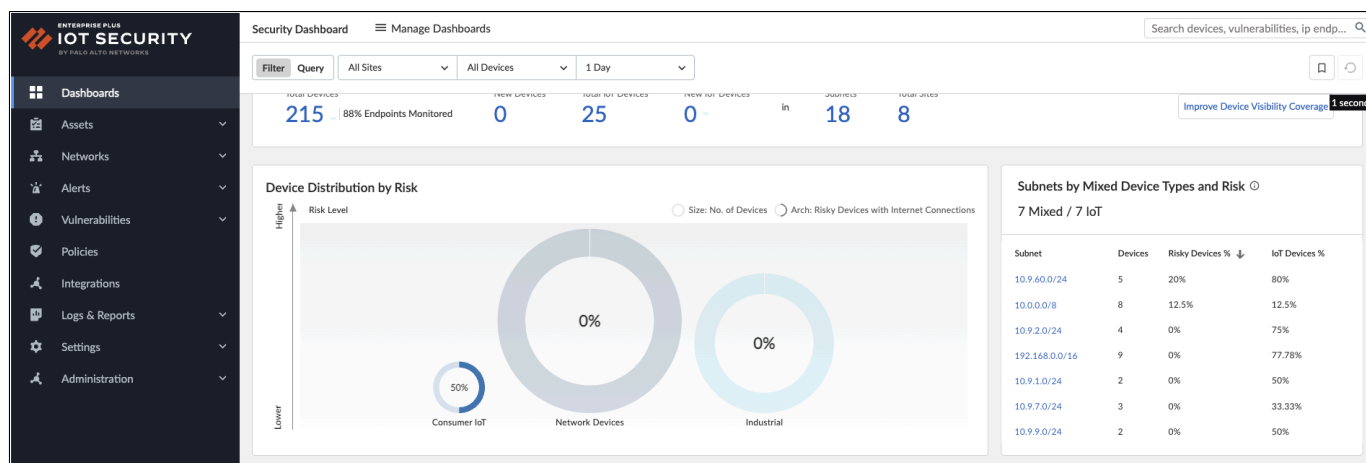 ENTERPRISE PLUS
IOT SECURITY
BY PALO ALTO NETWORKS
Dashboards
Assets
Networks
Alerts
Vulnerabilities
Policies
Integrations
Logs & Reports
Settings
Administration
Security Dashboard Manage Dashboards
Search devices, vulnerabilities, ip endp...
Filter Query All Sites All Devices 1 Day
Total Devices New Devices Total IoT Devices New IoT Devices Subnets Total Sites
215 88% Endpoints Monitored 0 25 0 in 18 8
Improve Device Visibility Coverage
1 second
Device Distribution by Risk
Higher
Risk Level
Size: No. of Devices Arch: Risky Devices with Internet Connections
0%
0%
50%
Lower
Consumer IoT Network Devices Industrial
Subnets by Mixed Device Types and Risk
7 Mixed / 7 IoT
Subnet Devices Risky Devices % IoT Devices %
10.9.60.0/24 5 20% 80%
10.0.0.0/8 8 12.5% 12.5%
10.9.2.0/24 4 0% 75%
192.168.0.0/16 9 0% 77.78%
10.9.1.0/24 2 0% 50%
10.9.7.0/24 3 0% 33.33%
10.9.9.0/24 2 0% 50%